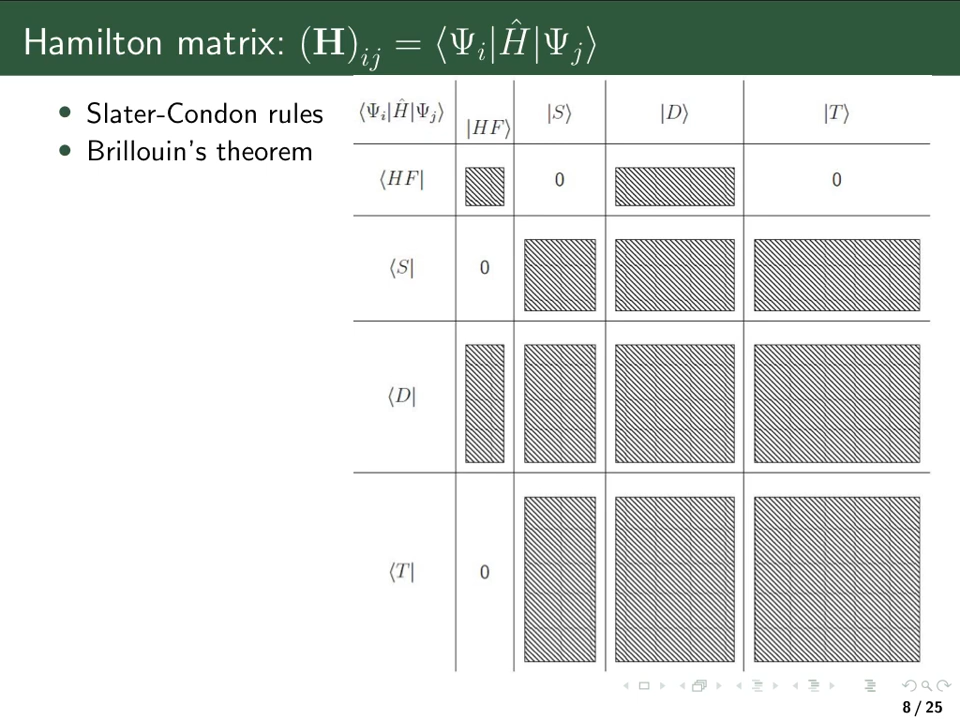 Hamilton matrix: (𝐇)ᵢⱼ = ⟨Ψᵢ|Ĥ|Ψⱼ⟩
• Slater-Condon rules
• Brillouin's theorem
⟨Ψᵢ|Ĥ|Ψⱼ⟩ |HF⟩ |S⟩ |D⟩ |T⟩
⟨HF| 0 0
⟨S| 0
⟨D|
⟨T| 0
8 / 25